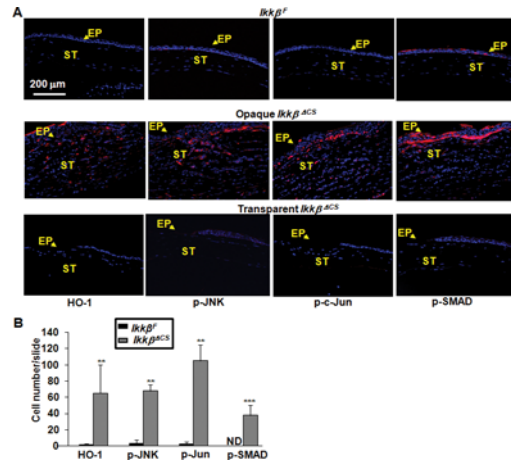 A
Ikkβ^F
EP EP EP EP
ST ST ST ST
200 μm
Opaque Ikkβ^ΔCS
EP EP EP EP
ST ST ST ST
Transparent Ikkβ^ΔCS
EP EP EP EP
ST ST ST ST
HO-1 p-JNK p-c-Jun p-SMAD
B
Ikkβ^F
Ikkβ^ΔCS
Cell number/slide
140
120
100
80
60
40
20
0
** ** ** ***
ND
HO-1 p-JNK p-Jun p-SMAD